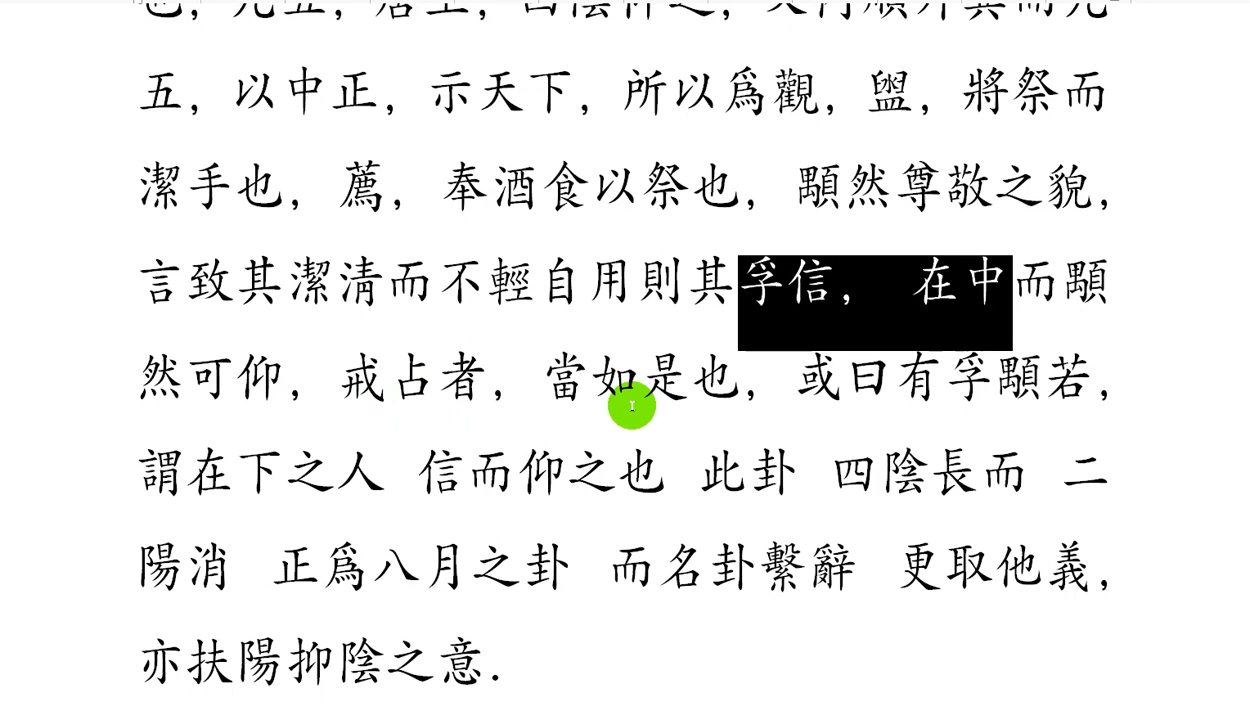 五, 以中正, 示天下, 所以爲觀, 盥, 將祭而
潔手也, 薦, 奉酒食以祭也, 顒然尊敬之貌,
言致其潔淸而不輕自用則其孚信, 在中而顒
然可仰, 戒占者, 當如是也, 或曰有孚顒若,
謂在下之人 信而仰之也 此卦 四陰長而 二
陽消 正爲八月之卦 而名卦繫辭 更取他義,
亦扶陽抑陰之意.